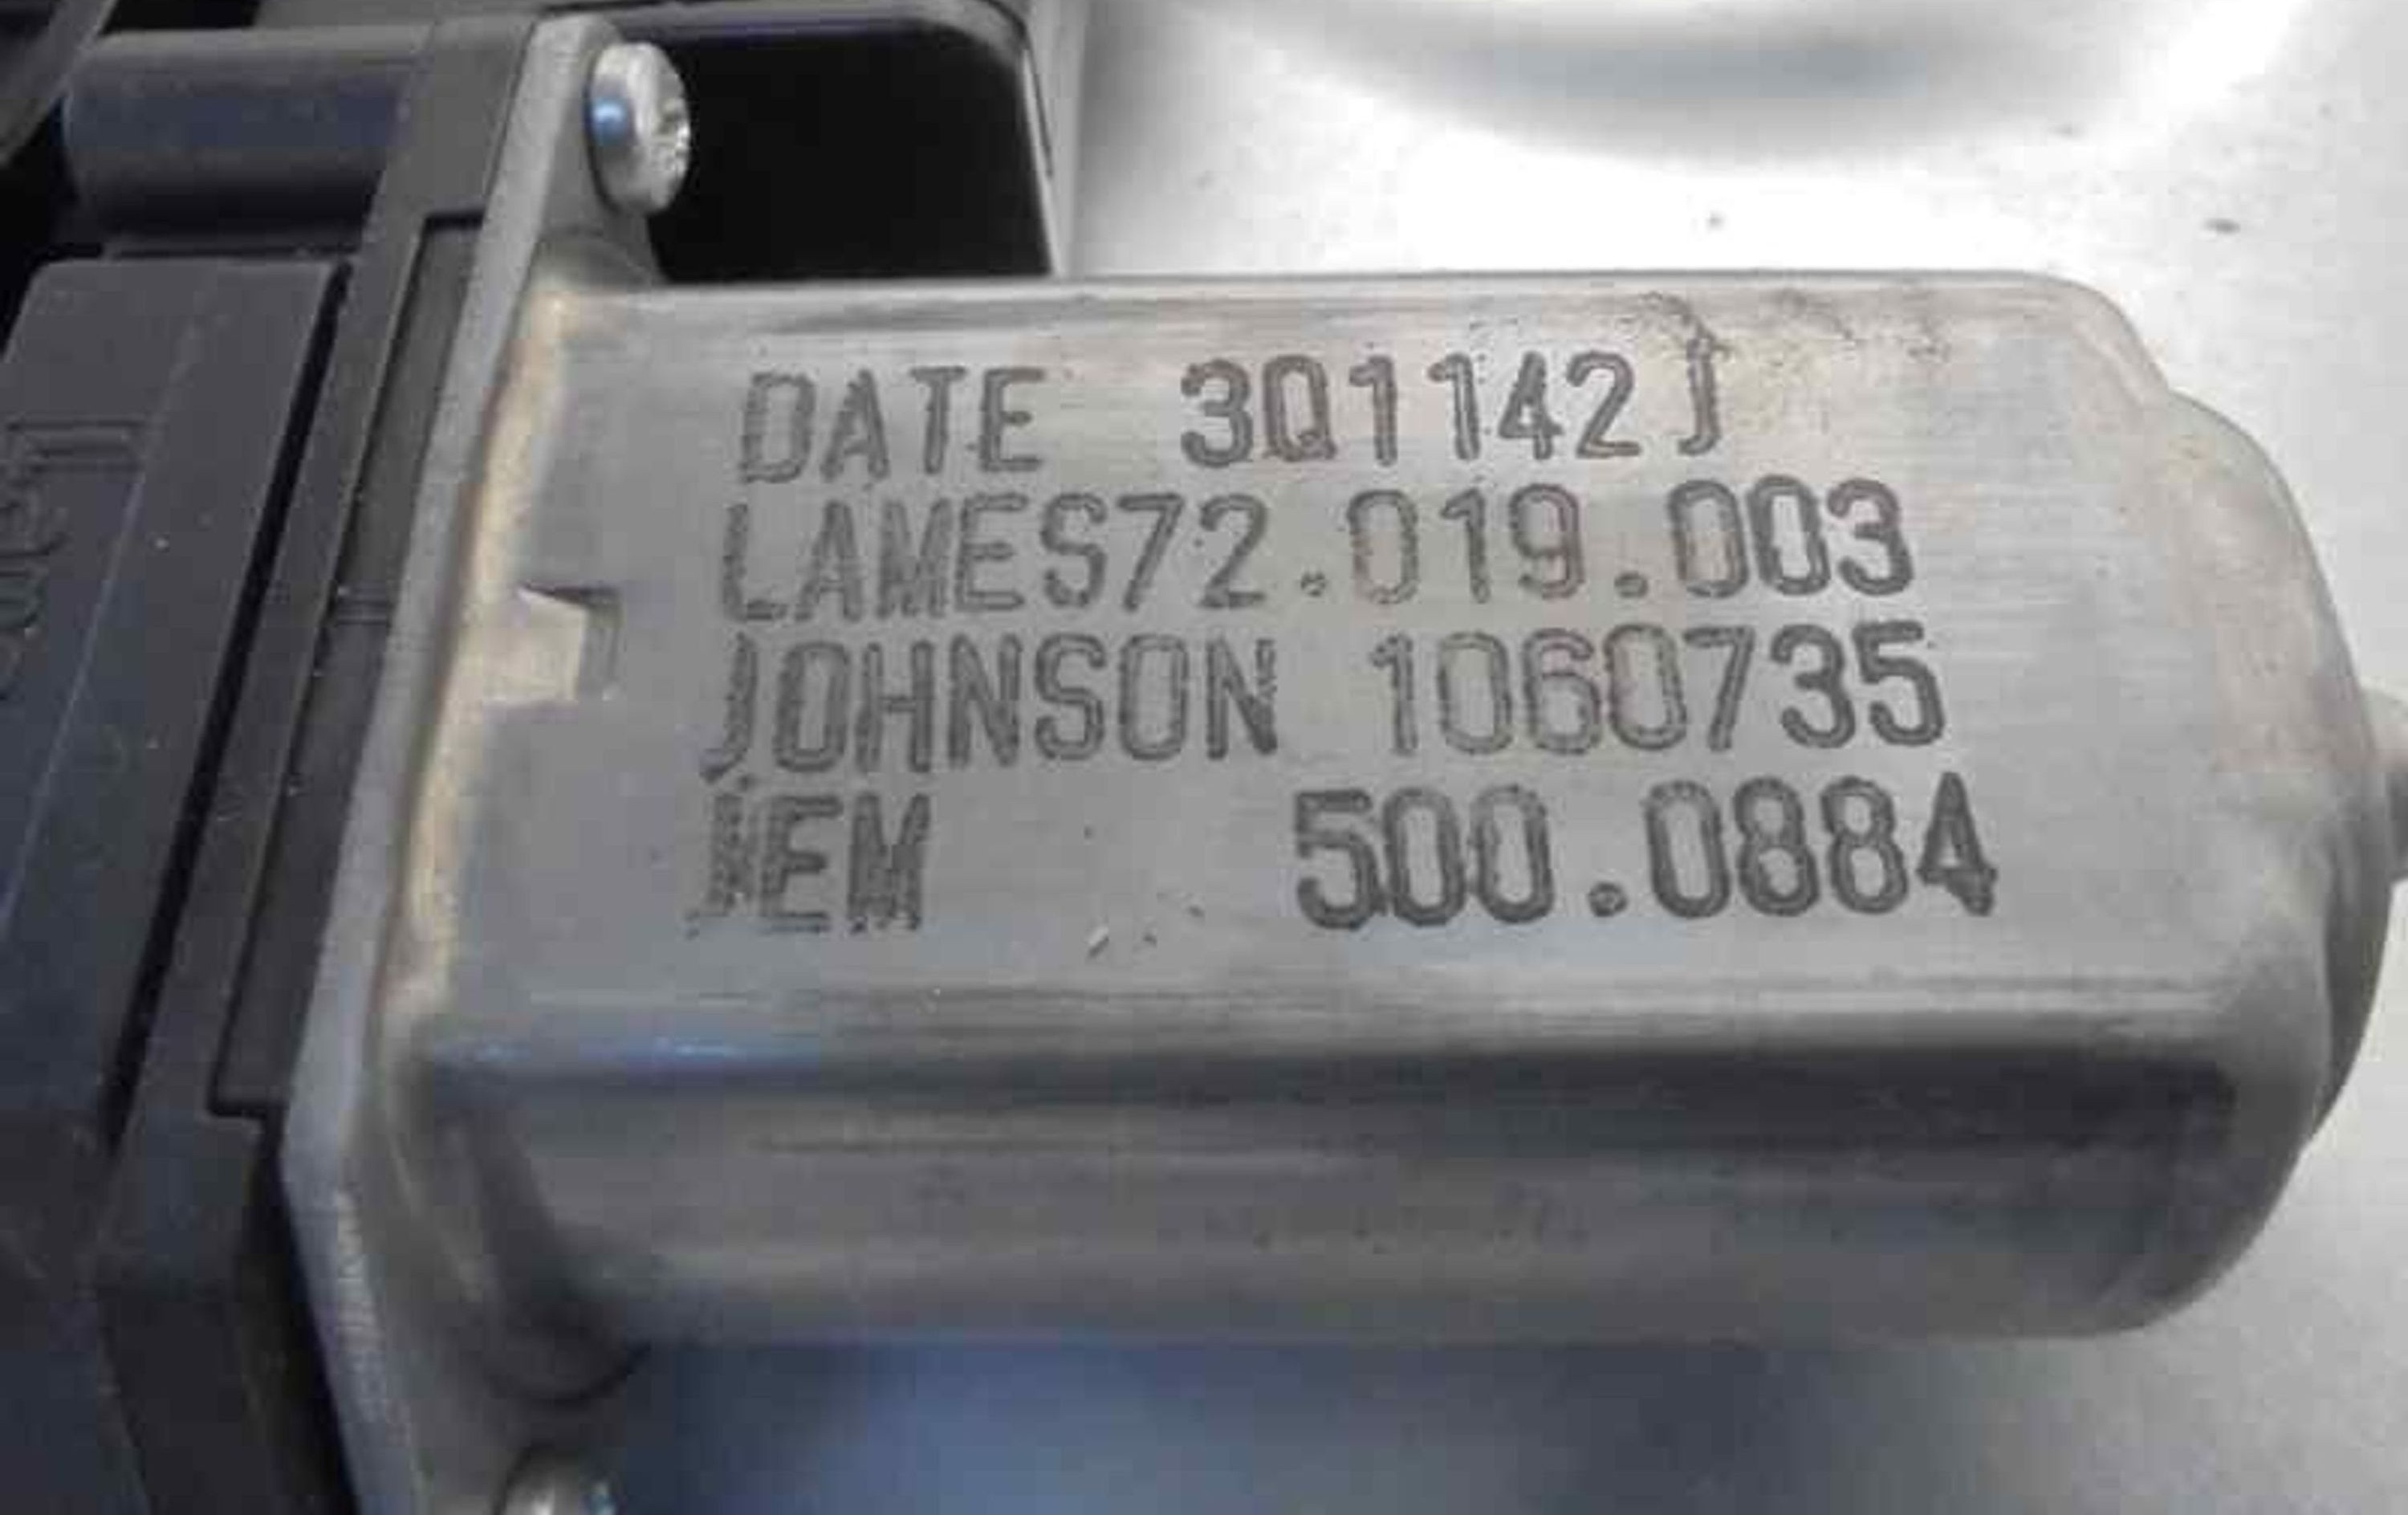 DATE 3Q1142J
LAMES72.019.003
JOHNSON 1060735
500.0884